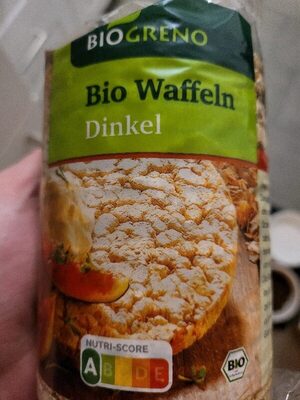 BIOGRENO
Bio Waffeln
Dinkel
NUTRI-SCORE
A B C D E
BIO